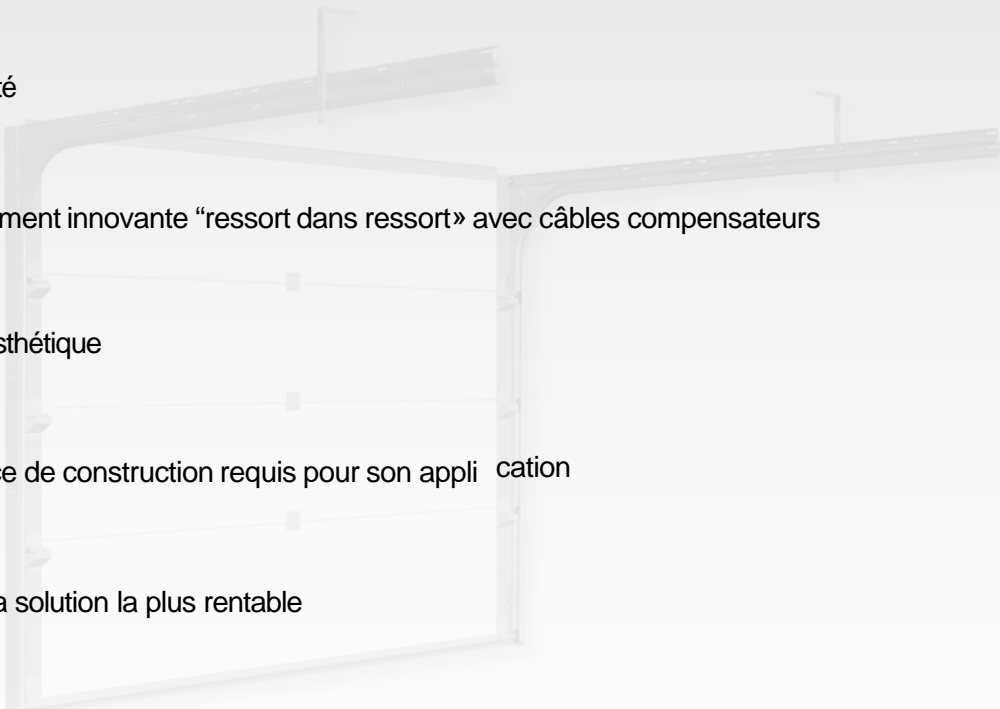 té
ment innovante “ressort dans ressort» avec câbles compensateurs
sthétique
ce de construction requis pour son appli cation
a solution la plus rentable